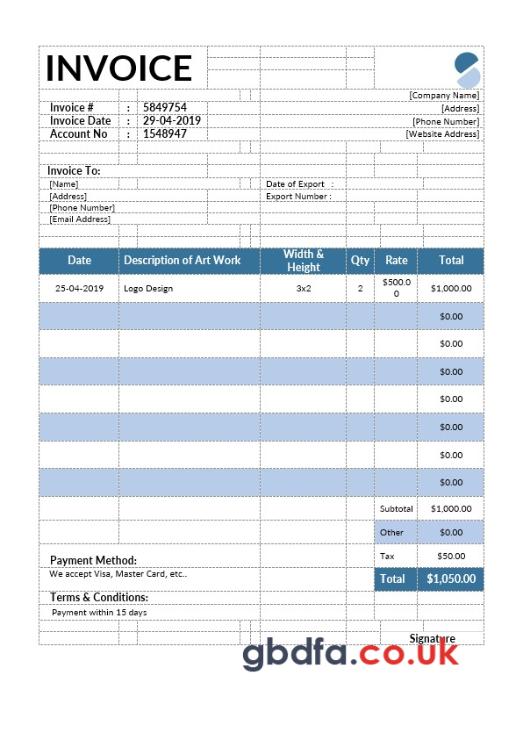 INVOICE
[Company Name]
Invoice # : 5849754 [Address]
Invoice Date : 29-04-2019 [Phone Number]
Account No : 1548947 [Website Address]
Invoice To:
[Name] Date of Export :
[Address] Export Number :
[Phone Number]
[Email Address]
Date Description of Art Work Width & Height Qty Rate Total
25-04-2019 Logo Design 3x2 2 $500.00 $1,000.00
$0.00
$0.00
$0.00
$0.00
$0.00
$0.00
$0.00
Subtotal $1,000.00
Other $0.00
Tax $50.00
Payment Method:
We accept Visa, Master Card, etc..
Total $1,050.00
Terms & Conditions:
Payment within 15 days
Signature
gbdfa.co.uk